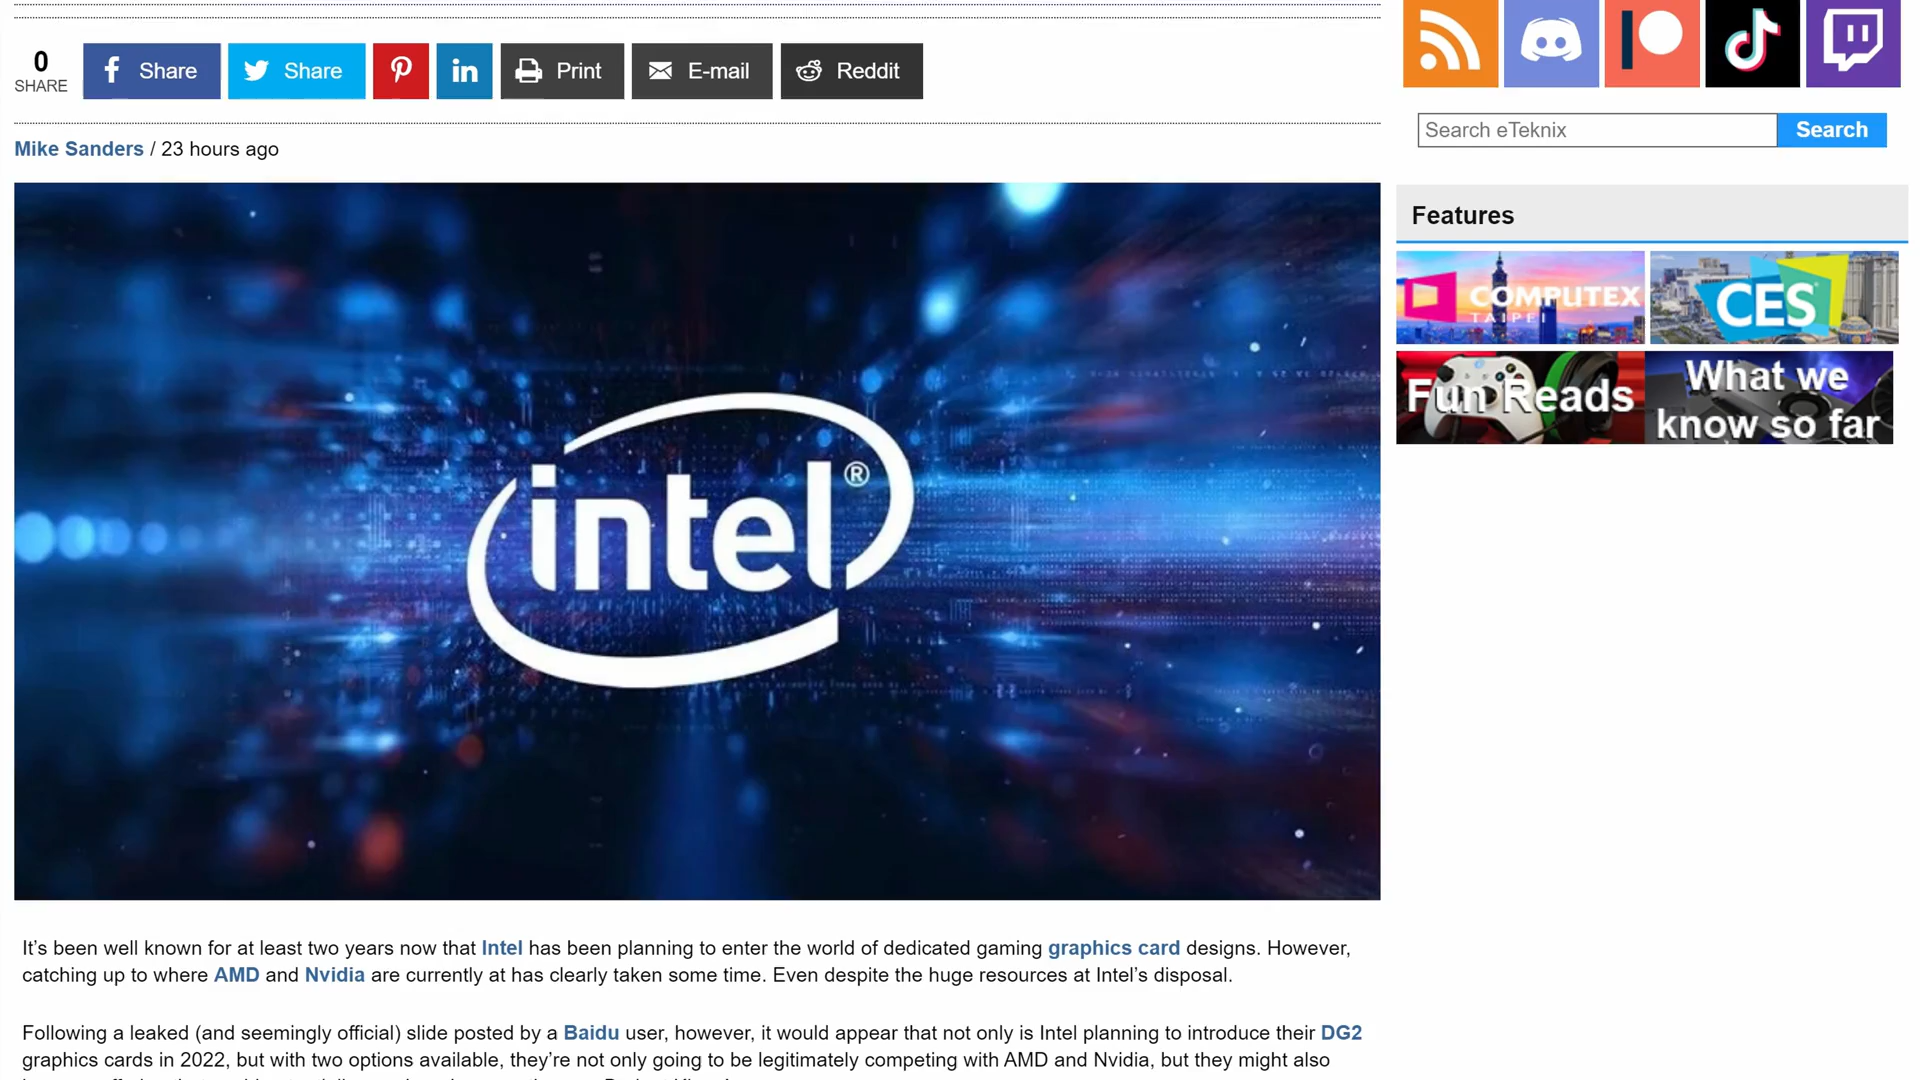 0
SHARE
Share
Share
Print
E-mail
Reddit
Search eTeknix
Search
Mike Sanders / 23 hours ago
Features
COMPUTEX
TAIPEI
CES
Fun Reads
What we
know so far
intel®
It’s been well known for at least two years now that Intel has been planning to enter the world of dedicated gaming graphics card designs. However,
catching up to where AMD and Nvidia are currently at has clearly taken some time. Even despite the huge resources at Intel’s disposal.
Following a leaked (and seemingly official) slide posted by a Baidu user, however, it would appear that not only is Intel planning to introduce their DG2
graphics cards in 2022, but with two options available, they’re not only going to be legitimately competing with AMD and Nvidia, but they might also